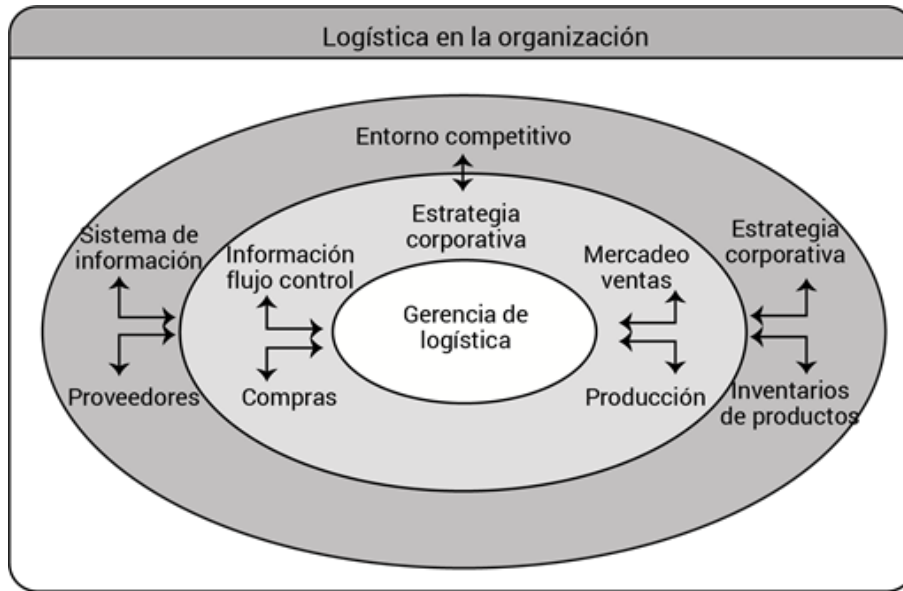 Logística en la organización
Entorno competitivo
Sistema de
información
Información
flujo control
Estrategia
corporativa
Mercadeo
ventas
Estrategia
corporativa
Gerencia de
logística
Proveedores
Compras
Producción
Inventarios
de productos